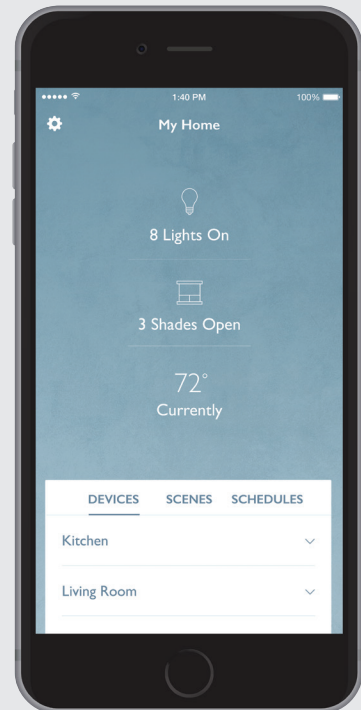 1:40 PM
100%
My Home
8 Lights On
3 Shades Open
72°
Currently
DEVICES SCENES SCHEDULES
Kitchen
Living Room